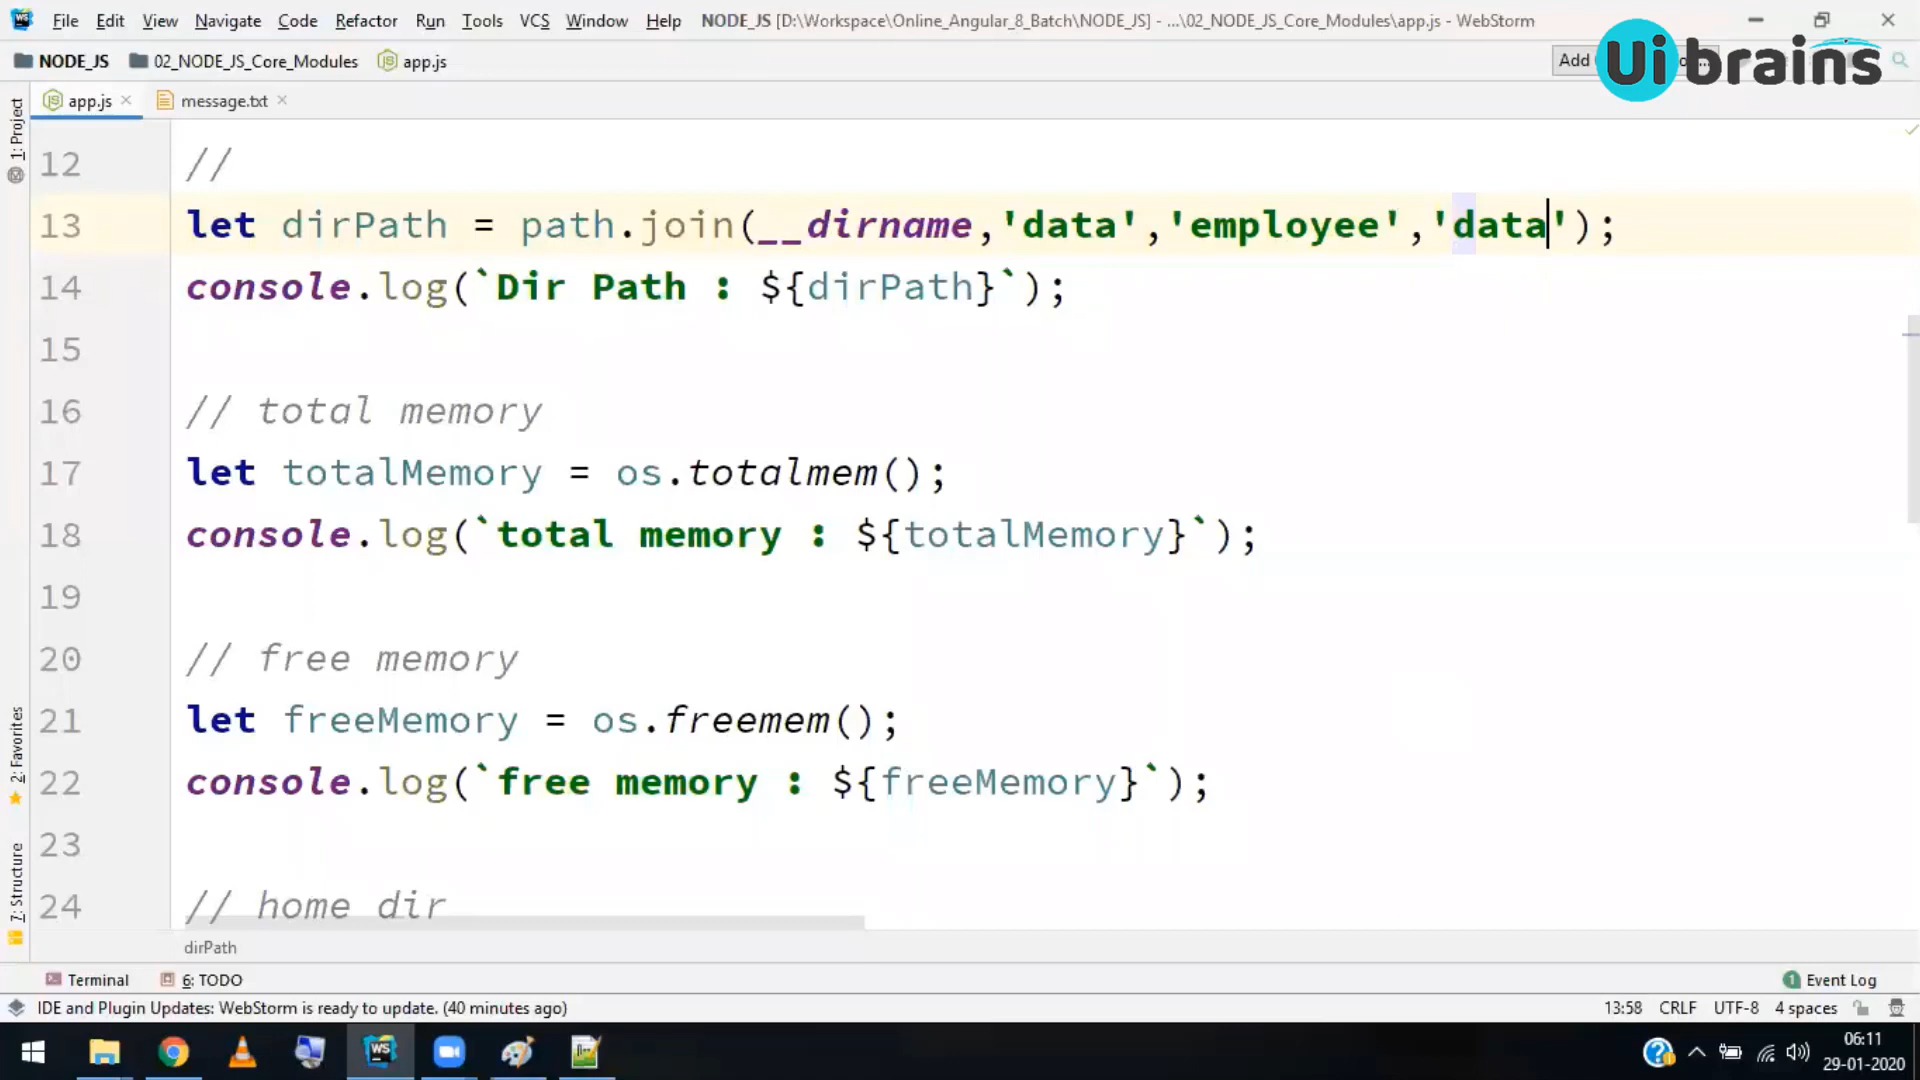 File Edit View Navigate Code Refactor Run Tools VCS Window Help NODE_JS [D:\Workspace\Online_Angular_8_Batch\NODE_JS] - ...\02_NODE_JS_Core_Modules\app.js - WebStorm
NODE_JS 02_NODE_JS_Core_Modules app.js Add
Uibrains
app.js message.txt
1: Project
12 //
13 let dirPath = path.join(__dirname,'data','employee','data');
14 console.log(`Dir Path : ${dirPath}`);
15
16 // total memory
17 let totalMemory = os.totalmem();
18 console.log(`total memory : ${totalMemory}`);
19
20 // free memory
21 let freeMemory = os.freemem();
22 console.log(`free memory : ${freeMemory}`);
23
24 // home dir
2: Favorites
7: Structure
dirPath
Terminal 6: TODO 1 Event Log
IDE and Plugin Updates: WebStorm is ready to update. (40 minutes ago) 13:58 CRLF UTF-8 4 spaces
WS
06:11
29-01-2020